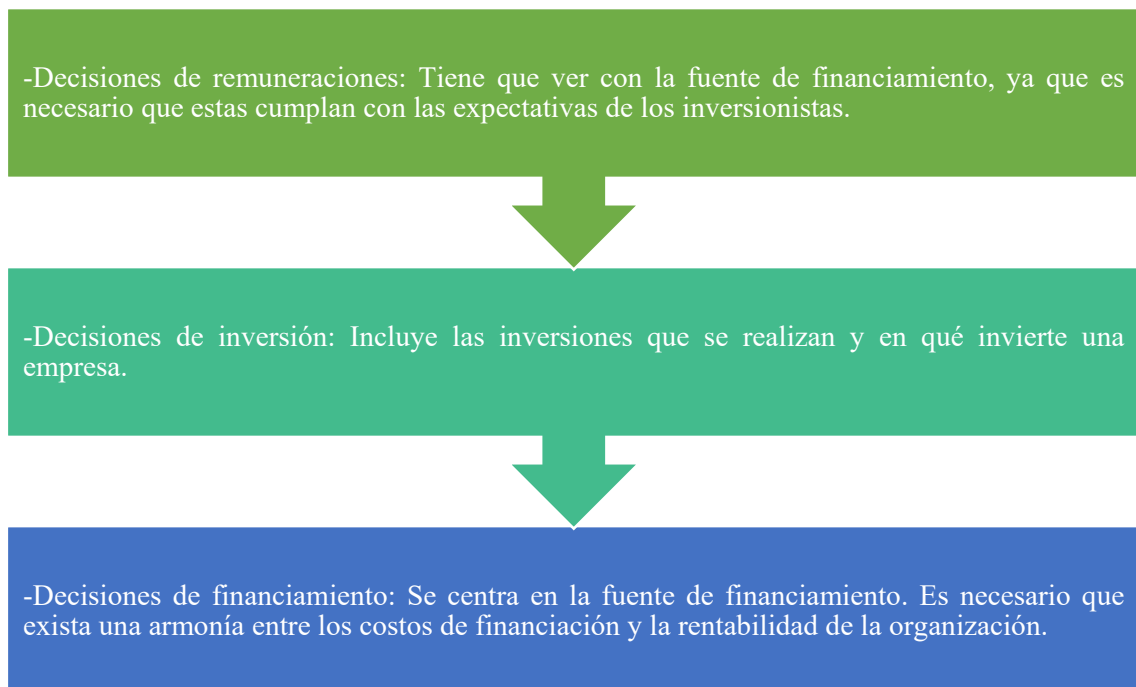 -Decisiones de remuneraciones: Tiene que ver con la fuente de financiamiento, ya que es
necesario que estas cumplan con las expectativas de los inversionistas.
-Decisiones de inversión: Incluye las inversiones que se realizan y en qué invierte una
empresa.
-Decisiones de financiamiento: Se centra en la fuente de financiamiento. Es necesario que
exista una armonía entre los costos de financiación y la rentabilidad de la organización.